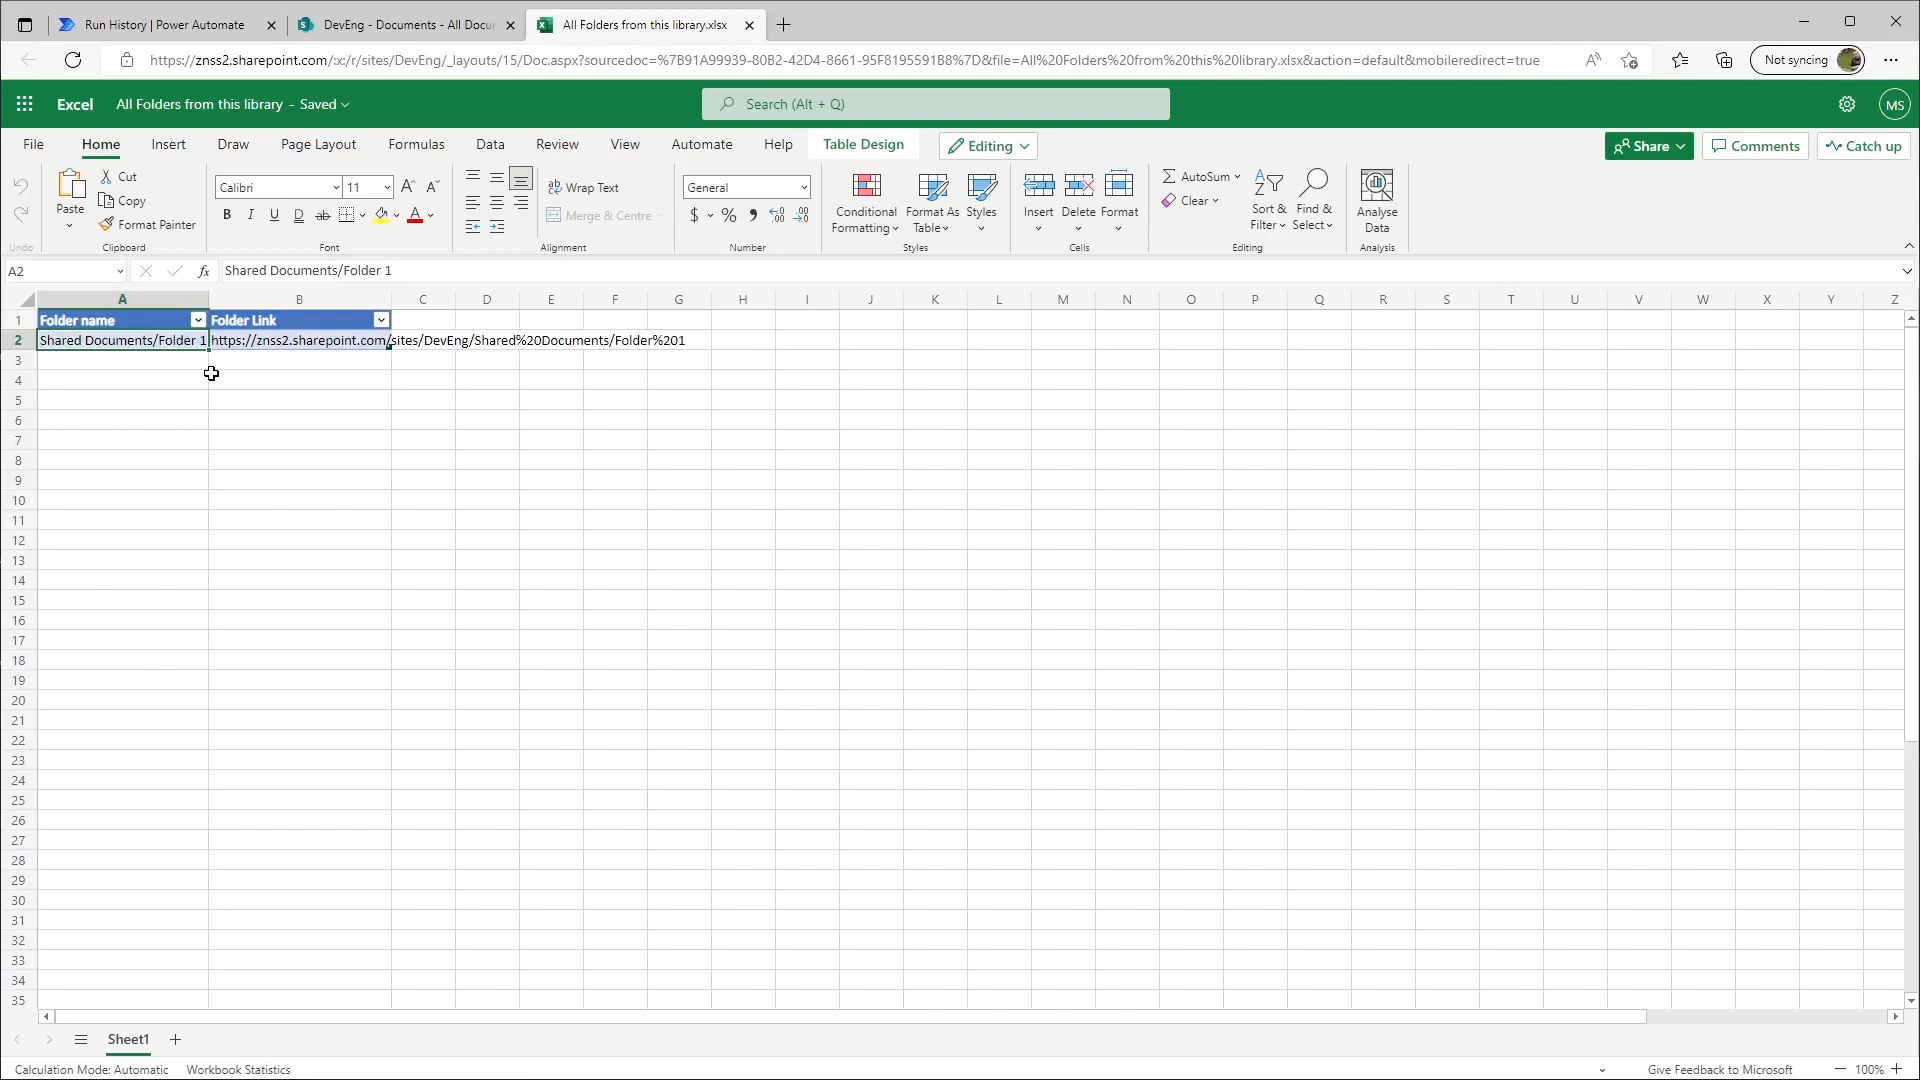 Run History | Power Automate
DevEng - Documents - All Docur
All Folders from this library.xlsx
https://znss2.sharepoint.com/:x:/r/sites/DevEng/_layouts/15/Doc.aspx?sourcedoc=%7B91A99939-80B2-42D4-8661-95F8195591B8%7D&file=All%20Folders%20from%20this%20library.xlsx&action=default&mobileredirect=true
Not syncing
Excel
All Folders from this library - Saved
Search (Alt + Q)
MS
File Home Insert Draw Page Layout Formulas Data Review View Automate Help Table Design Editing
Share Comments Catch up
Paste
Cut
Copy
Format Painter
Calibri 11
B I U D ab A
Wrap Text
Merge & Centre
General
$ % 9 .00
Conditional Formatting
Format As Table
Styles
Insert
Delete
Format
AutoSum
Clear
Sort & Filter
Find & Select
Analyse Data
Undo Clipboard Font Alignment Number Styles Cells Editing Analysis
A2 fx Shared Documents/Folder 1
A B C D E F G H I J K L M N O P Q R S T U V W X Y Z
1 Folder name Folder Link
2 Shared Documents/Folder 1 https://znss2.sharepoint.com/sites/DevEng/Shared%20Documents/Folder%201
3
4
5
6
7
8
9
10
11
12
13
14
15
16
17
18
19
20
21
22
23
24
25
26
27
28
29
30
31
32
33
34
35
Sheet1
Calculation Mode: Automatic Workbook Statistics
Give Feedback to Microsoft
100%